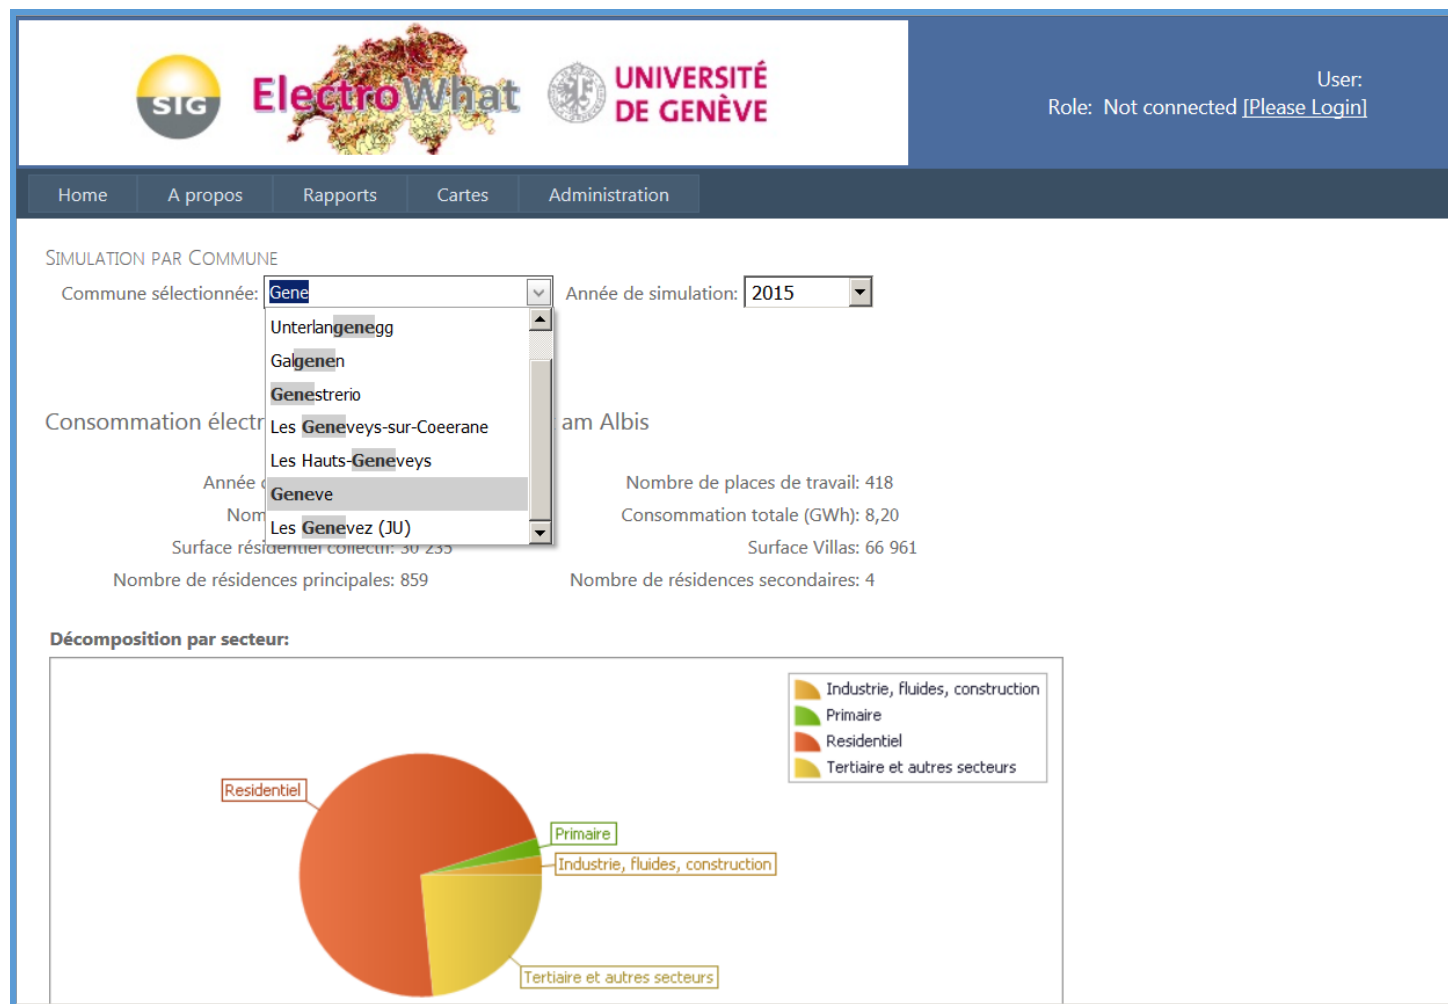 SIG
ElectroWhat
UNIVERSITÉ
DE GENÈVE
User:
Role: Not connected [Please Login]
Home A propos Rapports Cartes Administration
SIMULATION PAR COMMUNE
Commune sélectionnée: Gene Année de simulation: 2015
Unterlangenegg
Galgenen
Genestrerio
Les Geneveys-sur-Coeerane
Les Hauts-Geneveys
Geneve
Les Genevez (JU)
Consommation électr am Albis
Année Nombre de places de travail: 418
Nom Consommation totale (GWh): 8,20
Surface résidentiel collectif: 30 235 Surface Villas: 66 961
Nombre de résidences principales: 859 Nombre de résidences secondaires: 4
Décomposition par secteur:
Industrie, fluides, construction
Primaire
Residentiel
Tertiaire et autres secteurs
Residentiel
Primaire
Industrie, fluides, construction
Tertiaire et autres secteurs